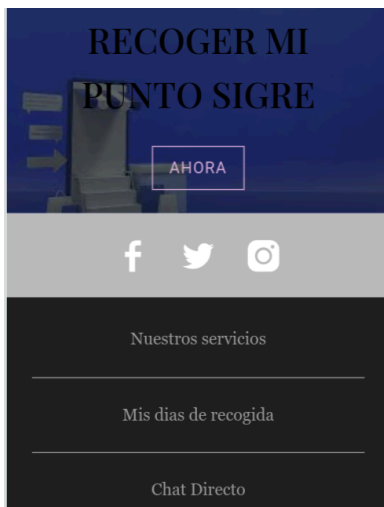 RECOGER MI
PUNTO SIGRE
AHORA
Nuestros servicios
Mis dias de recogida
Chat Directo